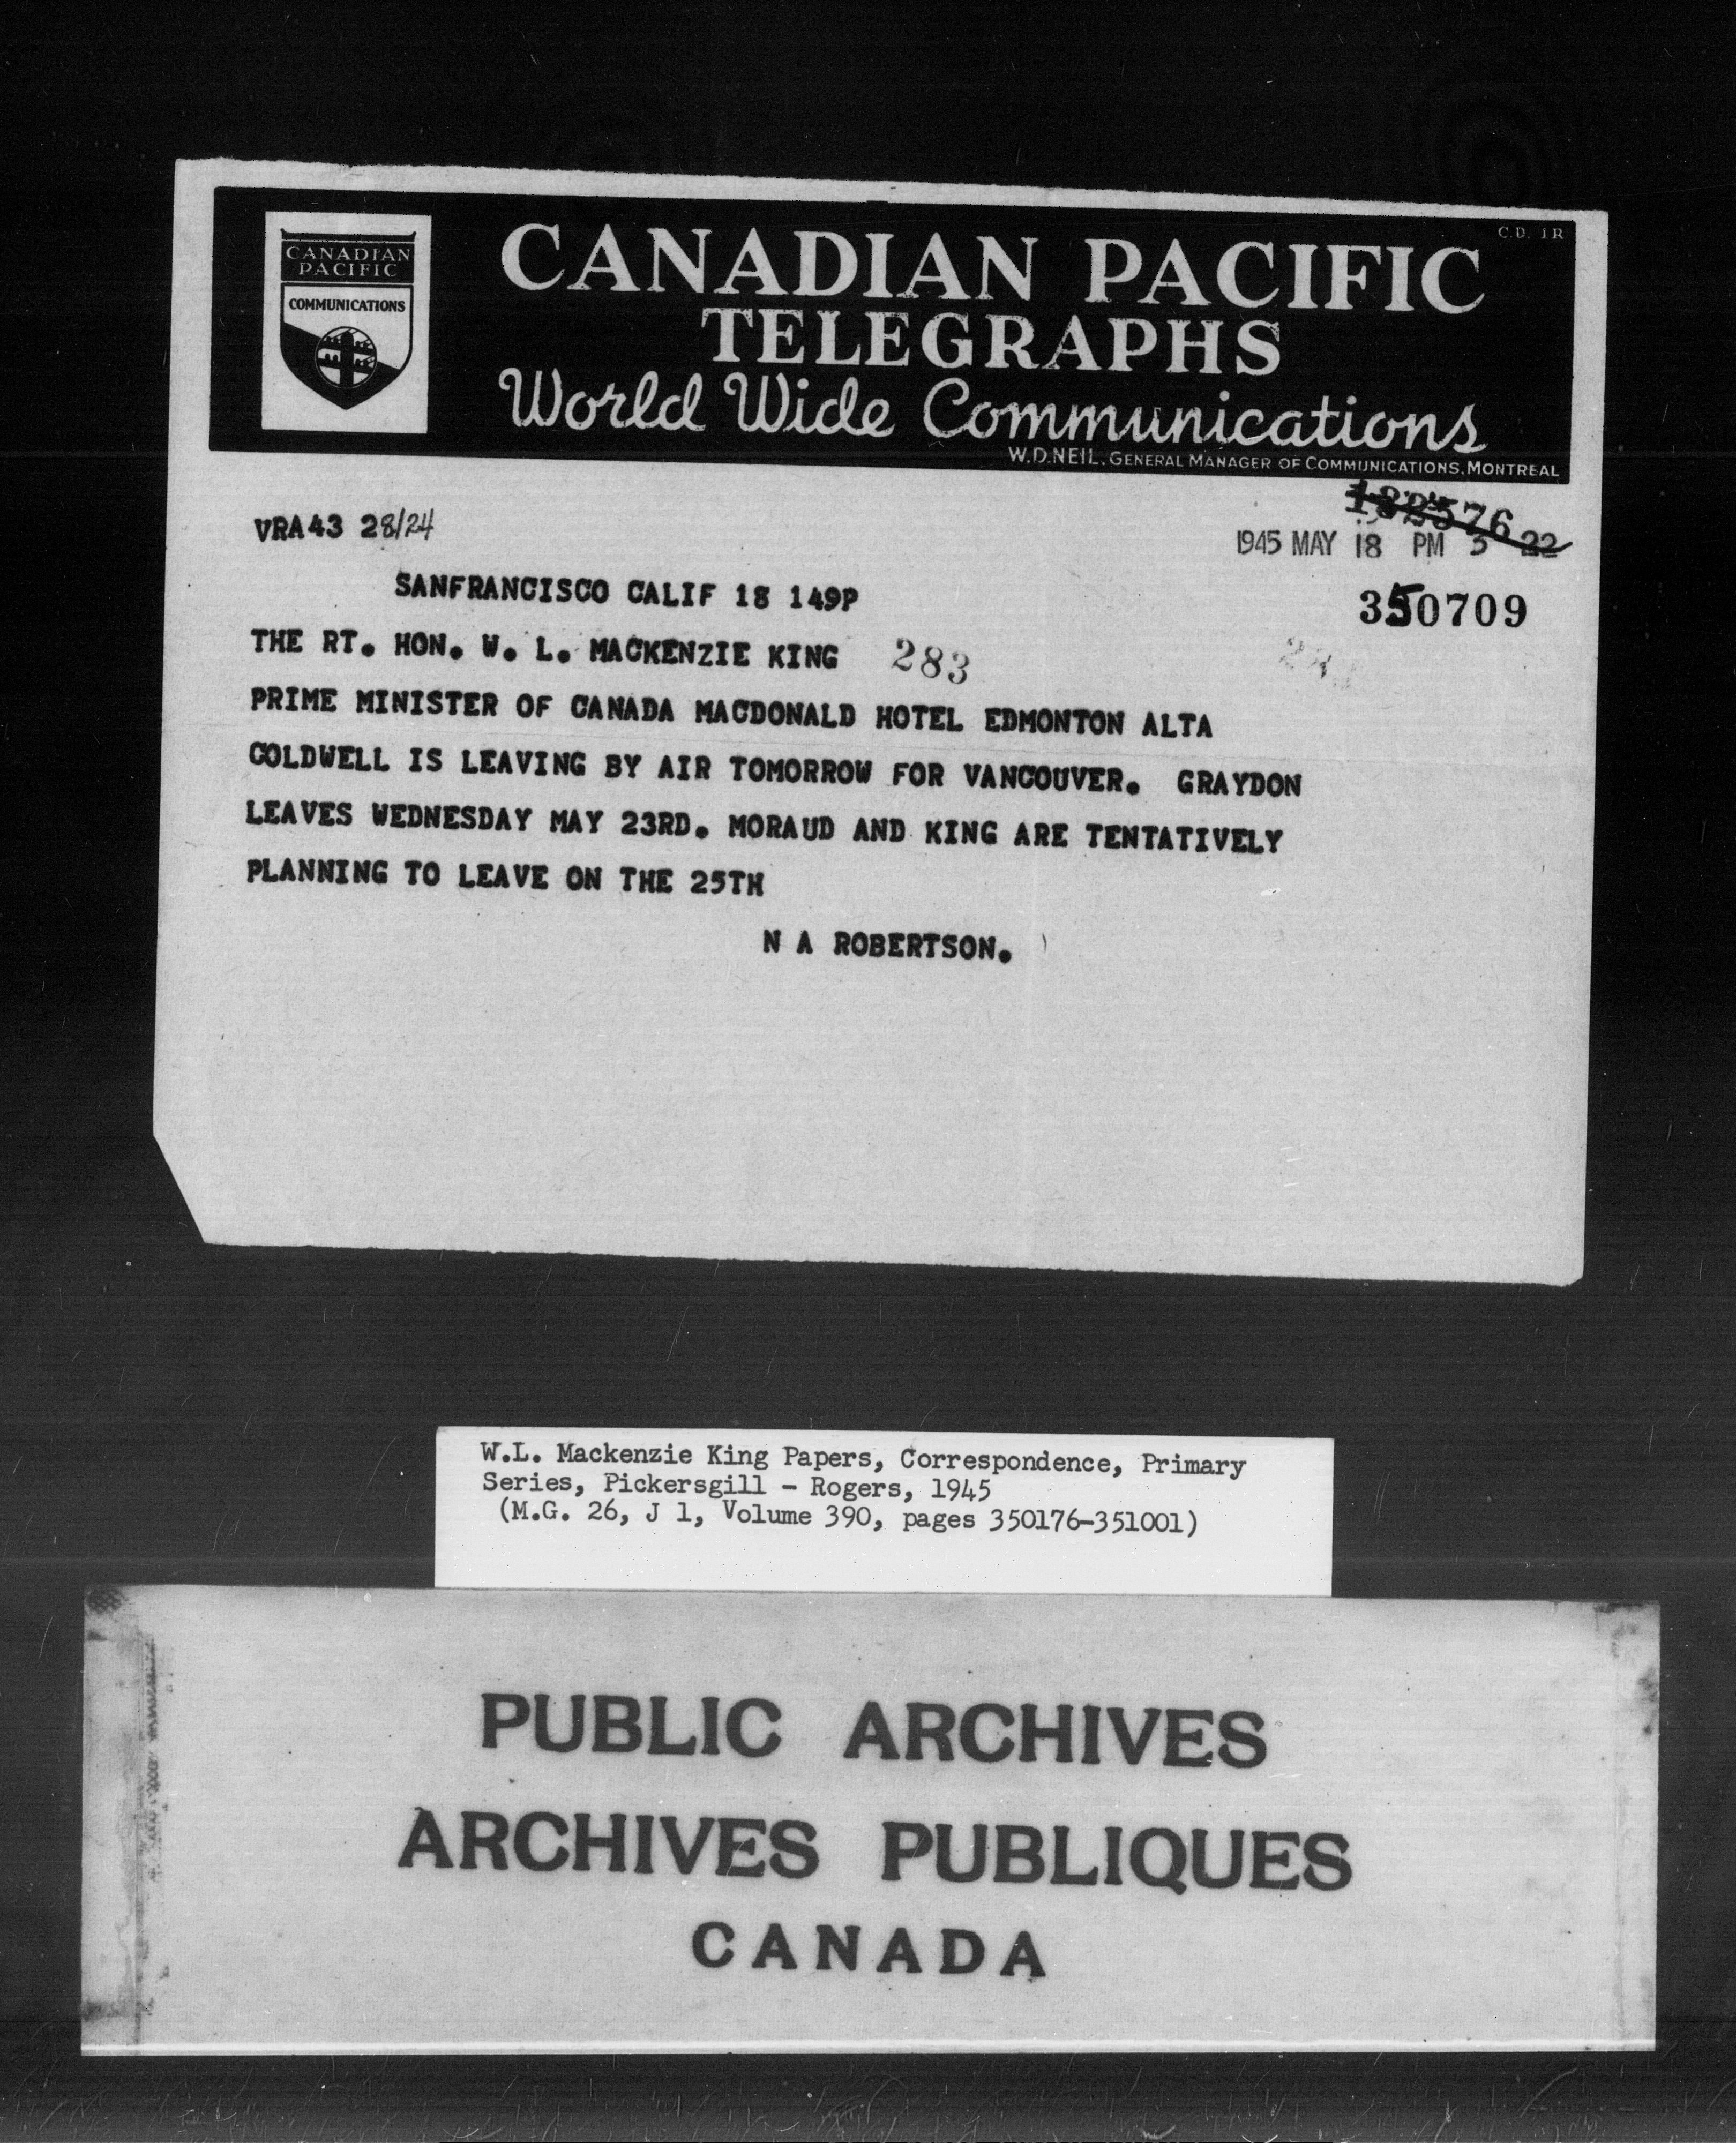 C.D. 1R
CANADIAN
PACIFIC
COMMUNICATIONS
CANADIAN PACIFIC
TELEGRAPHS
World Wide Communications
W.D.NEIL, GENERAL MANAGER OF COMMUNICATIONS, MONTREAL
VRA43 28/24
1945 MAY 18 PM 3 22
SANFRANCISCO CALIF 18 149P
350709
THE RT. HON. W. L. MACKENZIE KING 283
PRIME MINISTER OF CANADA MACDONALD HOTEL EDMONTON ALTA
COLDWELL IS LEAVING BY AIR TOMORROW FOR VANCOUVER. GRAYDON
LEAVES WEDNESDAY MAY 23RD. MORAUD AND KING ARE TENTATIVELY
PLANNING TO LEAVE ON THE 25TH
N A ROBERTSON.
W.L. Mackenzie King Papers, Correspondence, Primary
Series, Pickersgill - Rogers, 1945
(M.G. 26, J 1, Volume 390, pages 350176-351001)
PUBLIC ARCHIVES
ARCHIVES PUBLIQUES
CANADA